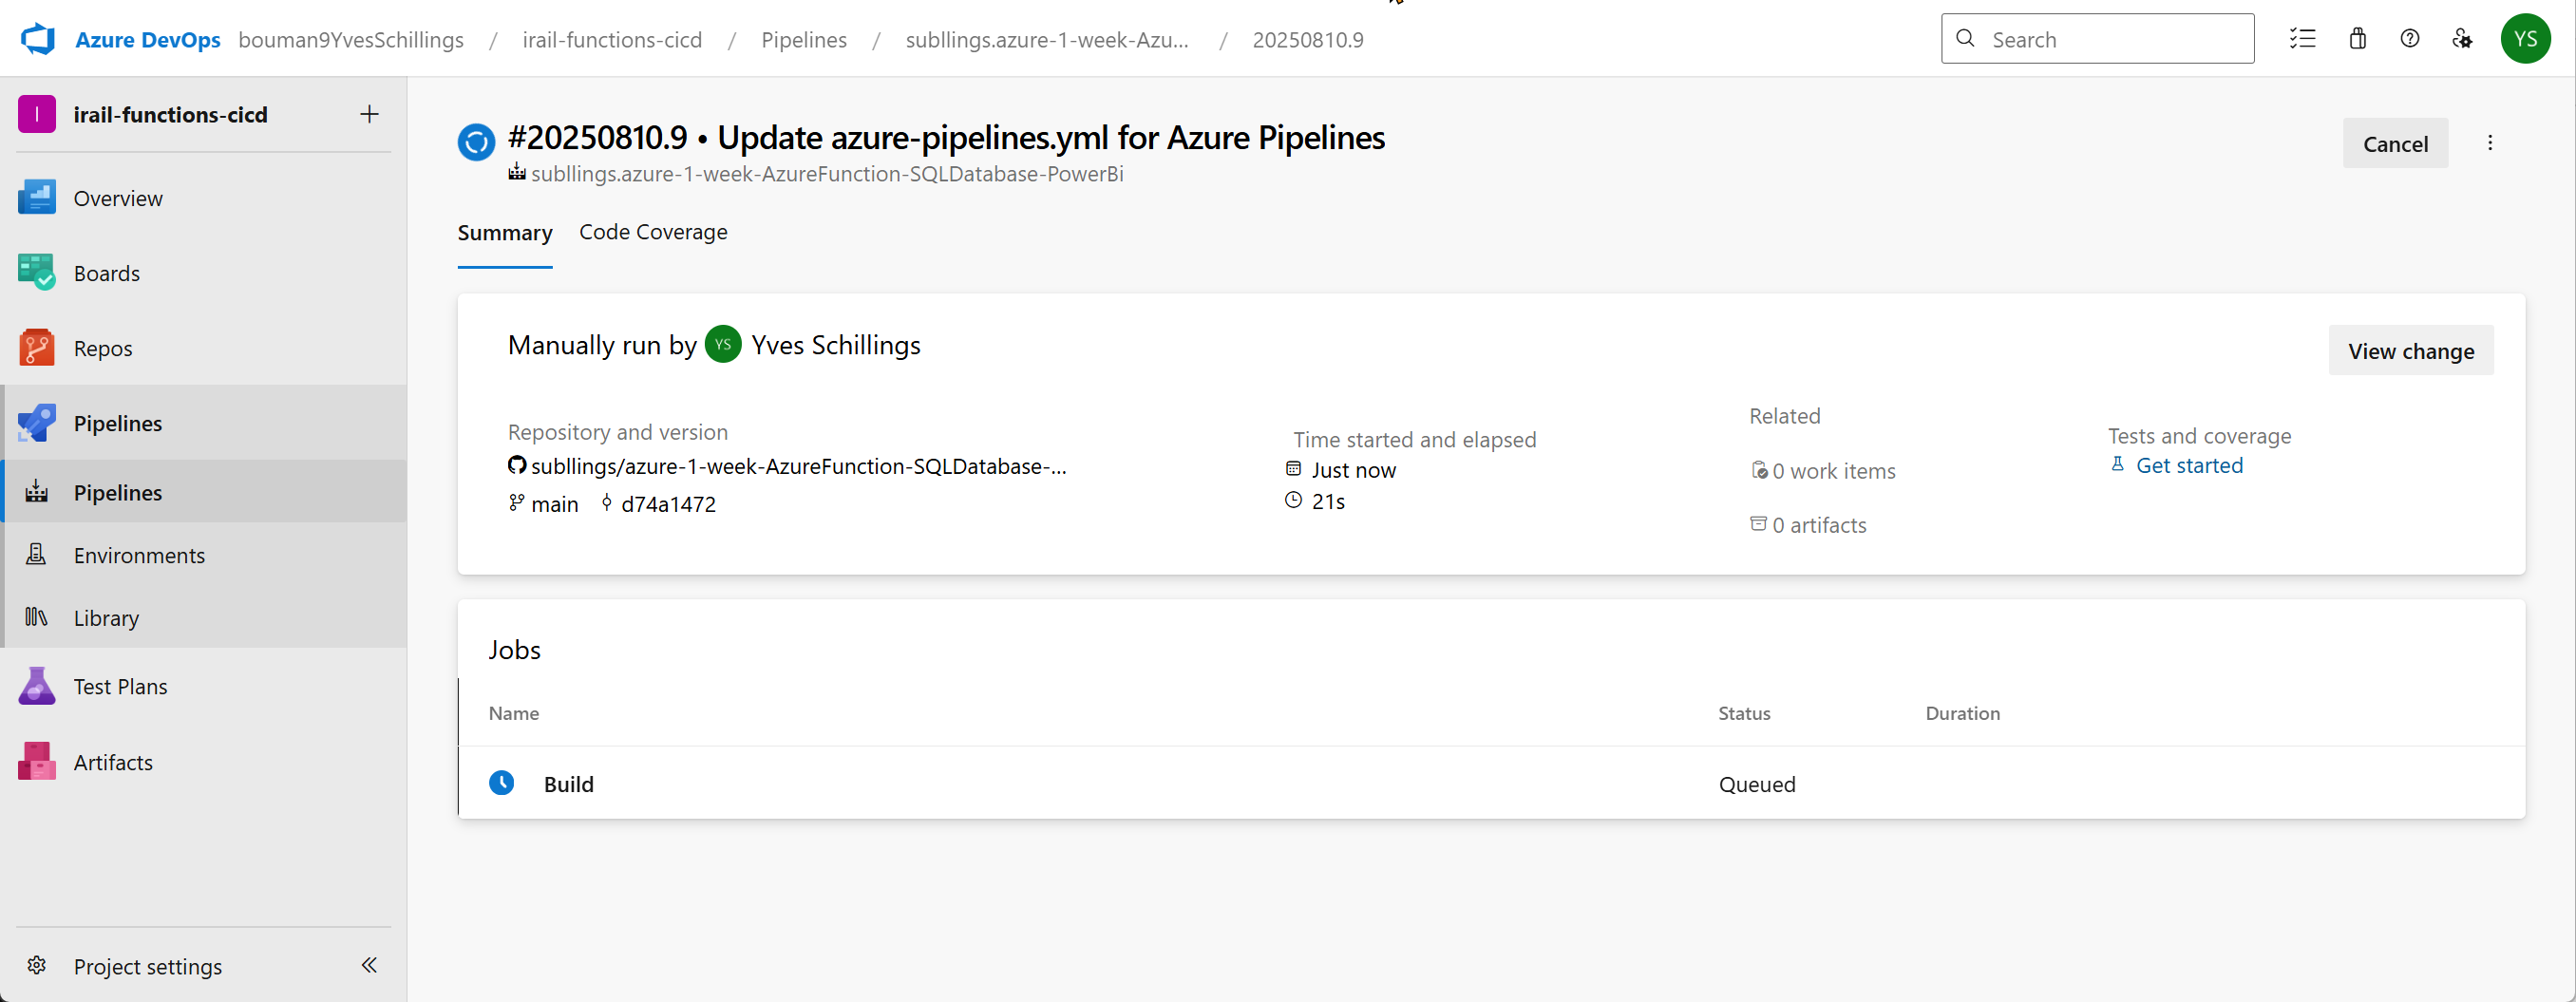 Azure DevOps bouman9YvesSchillings / irail-functions-cicd / Pipelines / subllings.azure-1-week-Azu... / 20250810.9
Search
YS
I irail-functions-cicd
Overview
Boards
Repos
Pipelines
Pipelines
Environments
Library
Test Plans
Artifacts
Project settings
#20250810.9 • Update azure-pipelines.yml for Azure Pipelines
subllings.azure-1-week-AzureFunction-SQLDatabase-PowerBi
Cancel
Summary Code Coverage
Manually run by YS Yves Schillings
View change
Repository and version
subllings/azure-1-week-AzureFunction-SQLDatabase-...
main d74a1472
Time started and elapsed
Just now
21s
Related
0 work items
0 artifacts
Tests and coverage
Get started
Jobs
Name Status Duration
Build Queued